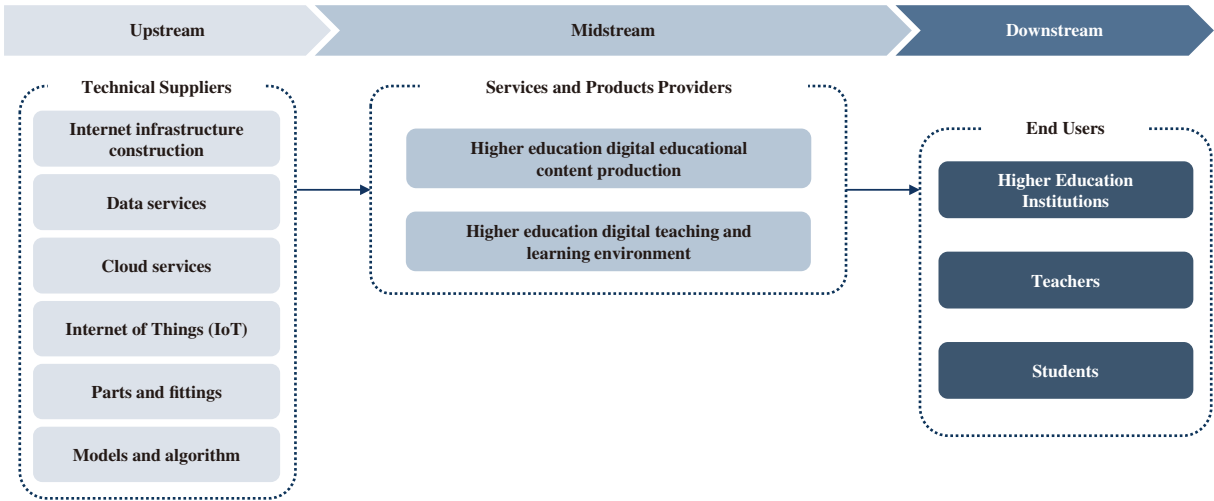 Upstream
Midstream
Downstream
Technical Suppliers
Internet infrastructure
construction
Data services
Cloud services
Internet of Things (IoT)
Parts and fittings
Models and algorithm
Services and Products Providers
Higher education digital educational
content production
Higher education digital teaching and
learning environment
End Users
Higher Education
Institutions
Teachers
Students